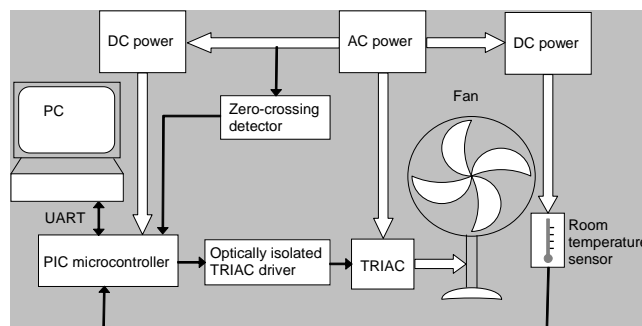 DC power
AC power
DC power
PC
Zero-crossing
detector
Fan
UART
PIC microcontroller
Optically isolated
TRIAC driver
TRIAC
Room
temperature
sensor